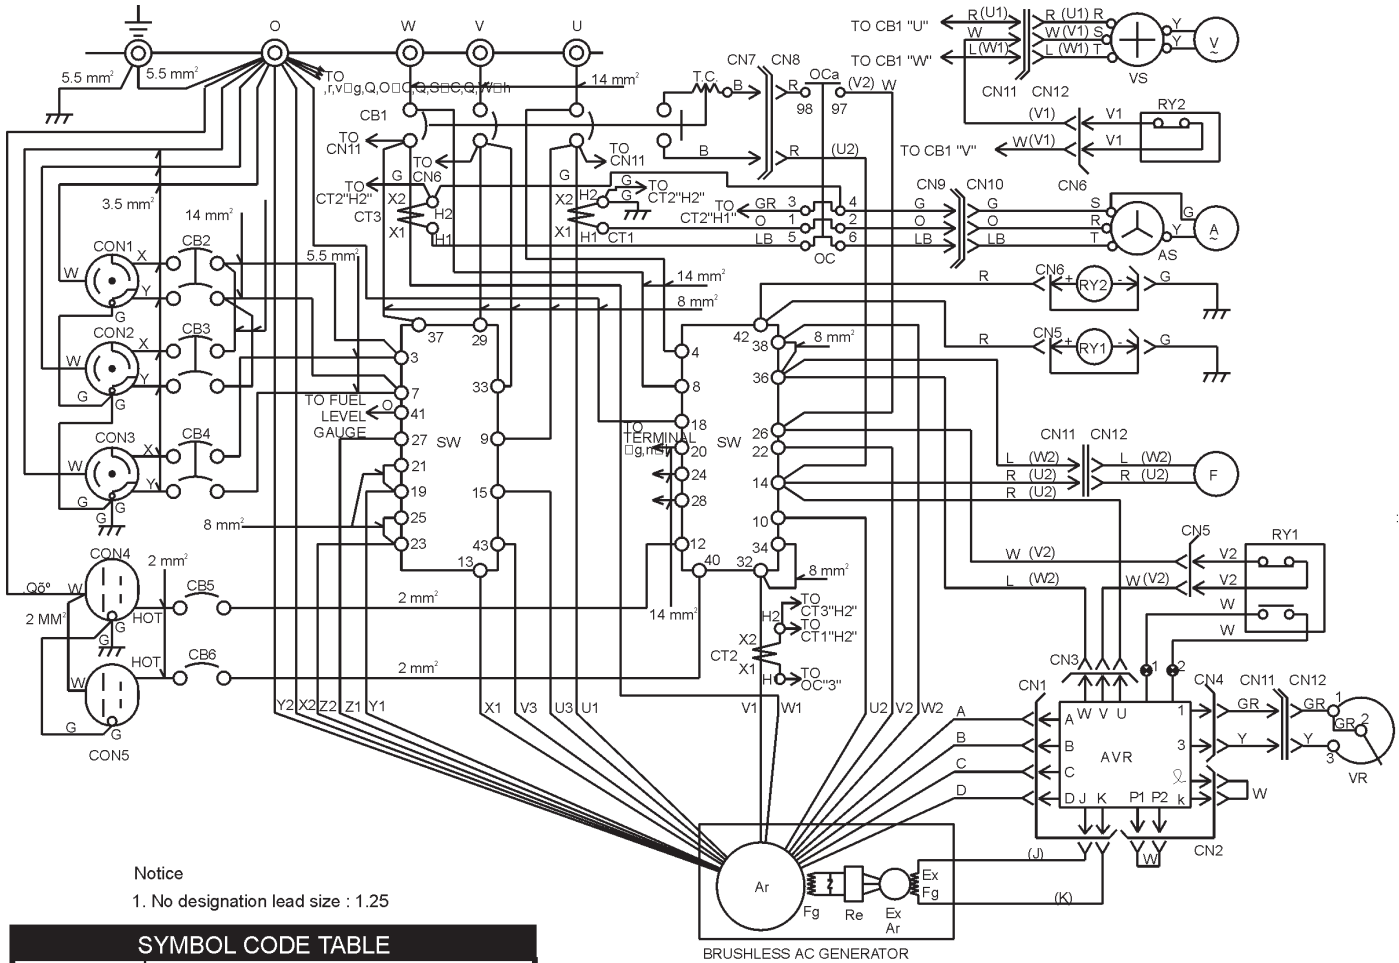 O W V U
5.5 mm² 5.5 mm²
TO
,r,v□g,Q,O□C,Q,S□C,Q,W□h
14 mm²
CB1
TO CN11
TO CN6
TO CN11
CN7 CN8
T.C.
B R
OCa
98 97
(V2) W
B R (U2)
TO CB1 "U"
R (U1) R (U1) R
W W (V1) S
TO CB1 "W"
L (W1) L (W1) T
VS
Y
Y
V
~
CN11 CN12
(V1) V1
RY2
TO CB1 "V"
W (V1) V1
CN6
3.5 mm²
14 mm²
5.5 mm²
TO CT2"H2"
CT3
G X2 H2
X1 H1
G X2 H2
X1 H1 CT1
G
G
TO CT2"H2"
TO CT2"H1"
GR 3 4
O 1 2
LB 5 6
OC
CN9 CN10
G G S
O O R
LB LB T
AS
G
Y
A
~
CON1 X CB2
W Y
G
CON2 X CB3
W Y
G G
CON3 X CB4
W Y
G G
G
14 mm²
8 mm²
R CN6 + RY2 - G
R CN5 + RY1 - G
37 29
3 33
7
41
27 9
21
19 15
25
23 43
13
SW
TO FUEL
LEVEL
GAUGE
O
8 mm²
42
4 38
8 36
18 26
20 22
24 14
28 10
12 34
40 32
SW
TO
TERMINAL
8 mm²
8 mm²
14 mm²
CN11 CN12
L (W2) L (W2)
R (U2) R (U2)
R (U2)
F
CON4
.Qõº W
2 MM²
G
G
HOT
2 mm²
CB5
2 mm²
HOT
CB6
2 mm²
W
G G
CON5
W (V2) CN5 V2
L (W2) W (V2) V2
RY1
W
W
H2
TO CT3"H2"
TO CT1"H2"
X2
CT2
X1
H
TO OC"3"
Y2 X2 Z2 Z1 Y1 X1 V3 U3 U1 V1 W1 U2 V2 W2
CN3
1 2
CN1
A A
B B
C C
D D
W V U
AVR
J K P1 P2
1
3
k
CN4 CN11 CN12
GR GR 1
GR 2
Y Y 3
VR
W
W
CN2
(J)
(K)
Ar
Fg
Re
Ex
Ar
Ex
Fg
BRUSHLESS AC GENERATOR
Notice
1. No designation lead size : 1.25
SYMBOL CODE TABLE